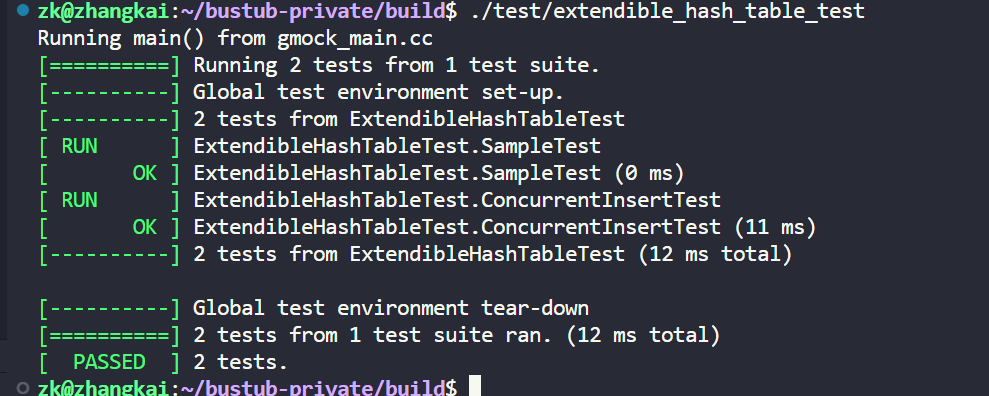 zk@zhangkai:~/bustub-private/build$ ./test/extendible_hash_table_test
Running main() from gmock_main.cc
[==========] Running 2 tests from 1 test suite.
[----------] Global test environment set-up.
[----------] 2 tests from ExtendibleHashTableTest
[ RUN      ] ExtendibleHashTableTest.SampleTest
[       OK ] ExtendibleHashTableTest.SampleTest (0 ms)
[ RUN      ] ExtendibleHashTableTest.ConcurrentInsertTest
[       OK ] ExtendibleHashTableTest.ConcurrentInsertTest (11 ms)
[----------] 2 tests from ExtendibleHashTableTest (12 ms total)

[----------] Global test environment tear-down
[==========] 2 tests from 1 test suite ran. (12 ms total)
[  PASSED  ] 2 tests.
zk@zhangkai:~/bustub-private/build$